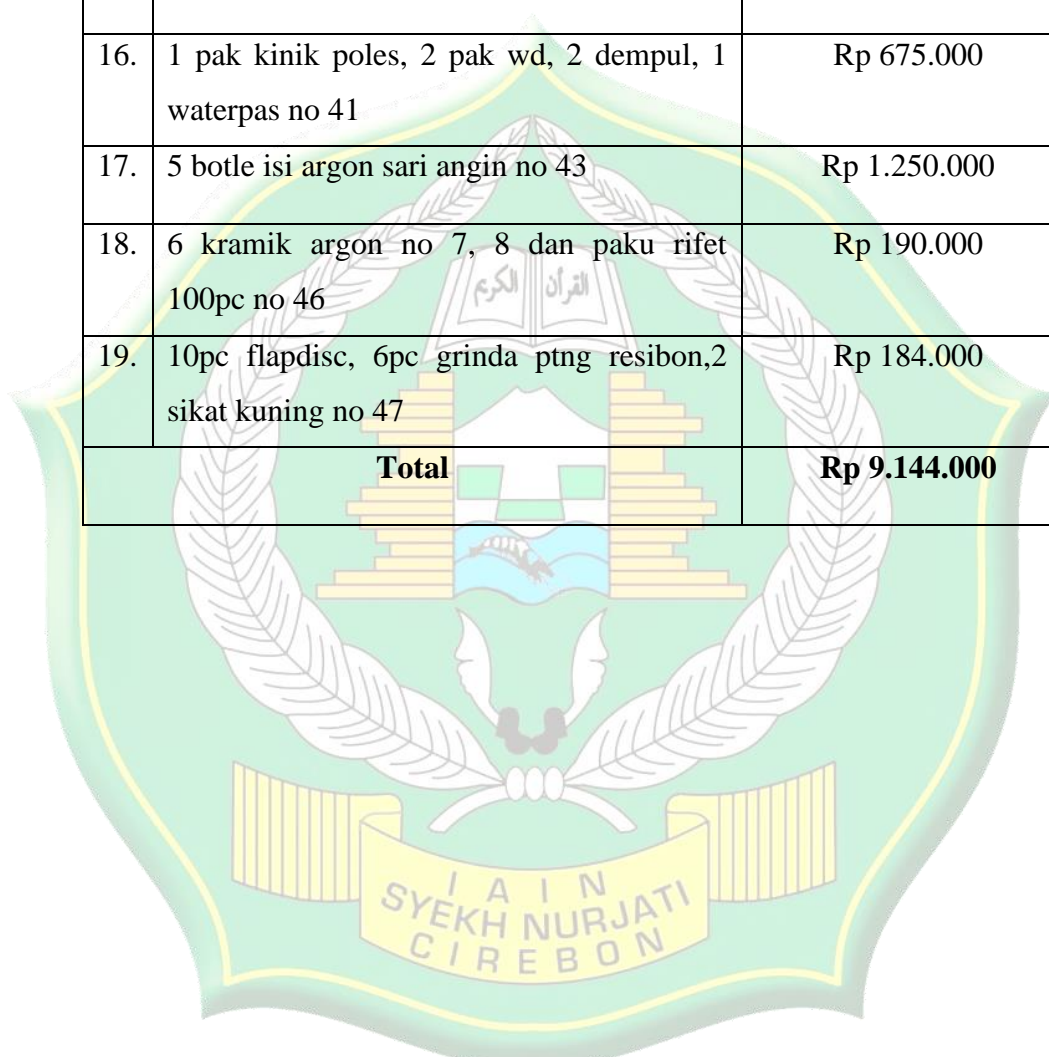 16. 1 pak kinik poles, 2 pak wd, 2 dempul, 1 Rp 675.000
waterpas no 41
17. 5 botle isi argon sari angin no 43 Rp 1.250.000
18. 6 kramik argon no 7, 8 dan paku rifet Rp 190.000
100pc no 46
19. 10pc flapdisc, 6pc grinda ptng resibon,2 Rp 184.000
sikat kuning no 47
Total Rp 9.144.000
القرأن الكريم
IAIN
SYEKH NURJATI
CIREBON